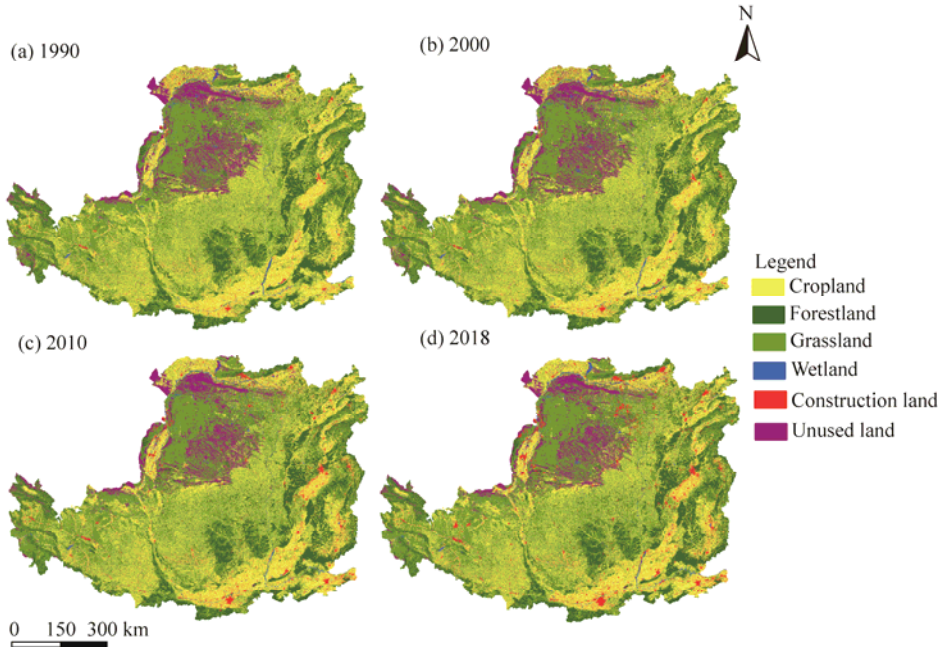 N
(a) 1990
(b) 2000
Legend
Cropland
Forestland
Grassland
Wetland
Construction land
Unused land
(c) 2010
(d) 2018
0 150 300 km